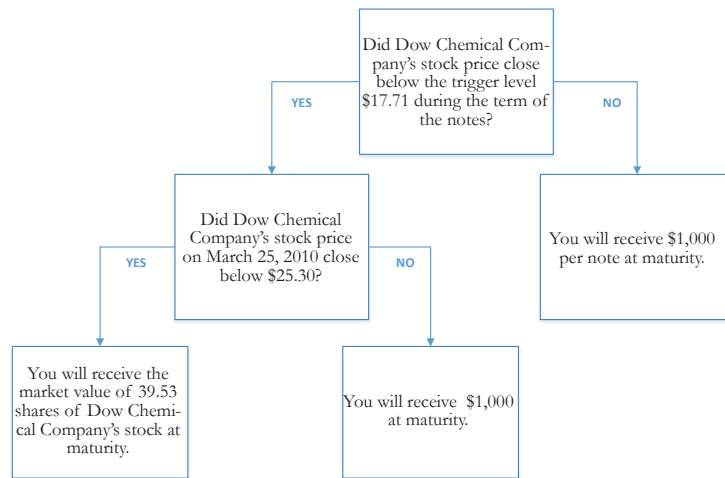 Did Dow Chemical Com-
pany's stock price close
below the trigger level
$17.71 during the term of
the notes?
YES
NO
Did Dow Chemical
Company's stock price
on March 25, 2010 close
below $25.30?
You will receive $1,000
per note at maturity.
YES
NO
You will receive the
market value of 39.53
shares of Dow Chemi-
cal Company's stock at
maturity.
You will receive $1,000
at maturity.